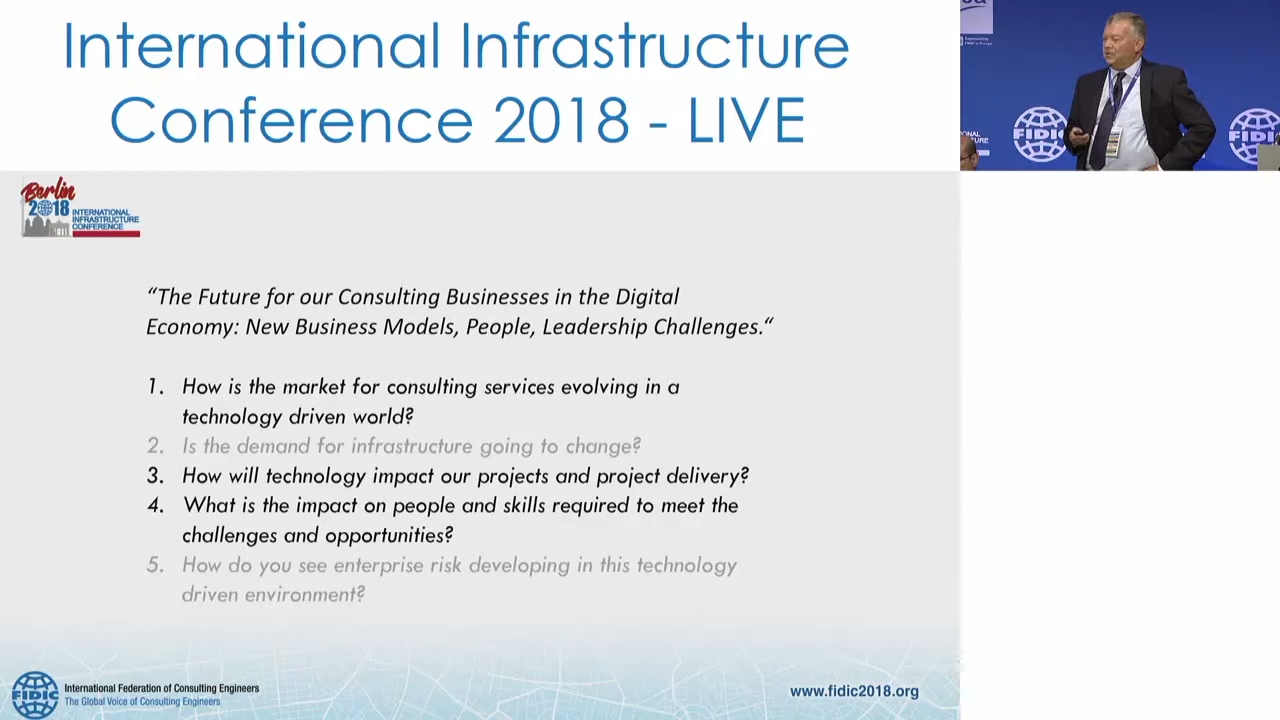 International Infrastructure
Conference 2018 - LIVE
Berlin
2018
INTERNATIONAL
INFRASTRUCTURE
CONFERENCE
“The Future for our Consulting Businesses in the Digital
Economy: New Business Models, People, Leadership Challenges.“
1. How is the market for consulting services evolving in a
technology driven world?
2. Is the demand for infrastructure going to change?
3. How will technology impact our projects and project delivery?
4. What is the impact on people and skills required to meet the
challenges and opportunities?
5. How do you see enterprise risk developing in this technology
driven environment?
FIDIC
International Federation of Consulting Engineers
The Global Voice of Consulting Engineers
www.fidic2018.org
FIDIC
FIDIC